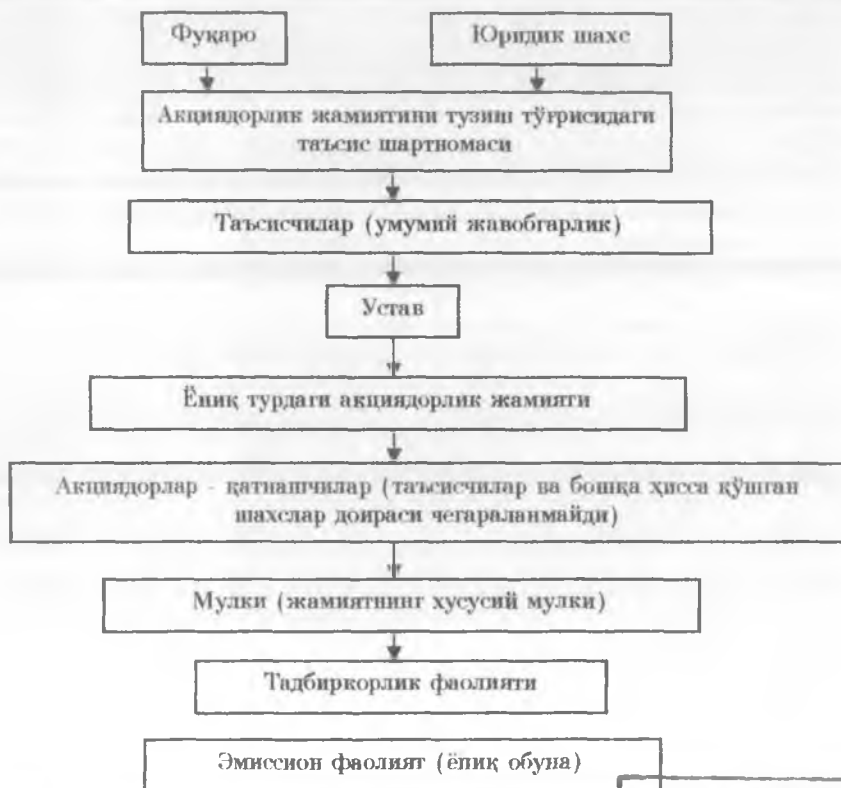 Фуқаро
Юридик шахс
Акциядорлик жамиятини тузиш тўғрисидаги
таъсис шартномаси
Таъсисчилар (умумий жавобгарлик)
Устав
Ёпиқ турдаги акциядорлик жамияти
Акциядорлар - қатнашчилар (таъсисчилар ва бошқа ҳисса қўшган
шахслар доираси чегараланмайди)
Мулки (жамиятнинг хусусий мулки)
Тадбиркорлик фаолияти
Эмиссион фаолият (ёпиқ обуна)